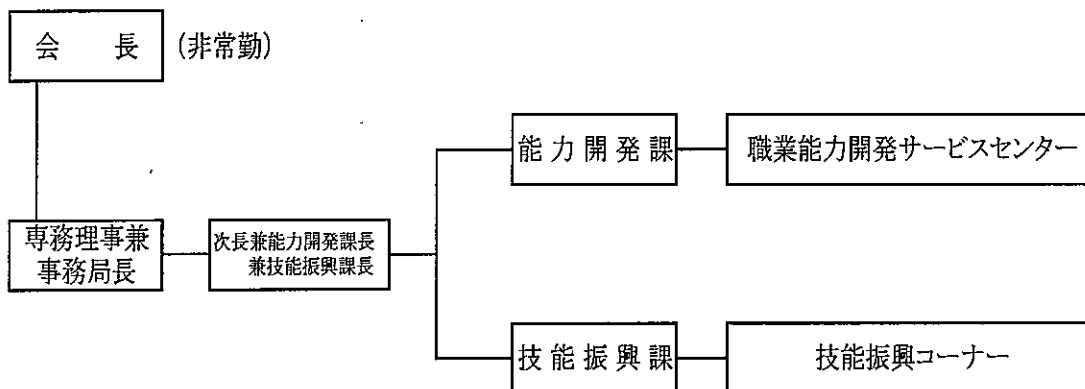 会　長 (非常勤)
能力開発課
職業能力開発サービスセンター
専務理事兼
事務局長
次長兼能力開発課長
兼技能振興課長
技能振興課
技能振興コーナー